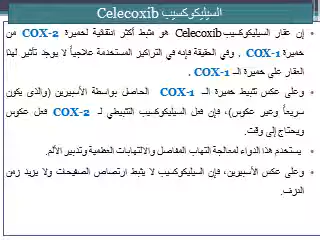 السيليكوكسيب Celecoxib
إن عقار السيليكوكسيب Celecoxib هو مثبط أكثر انتقائية لخميرة COX-2 من
خميرة COX-1 . وفي الحقيقة فإنه في التراكيز المستخدمة علاجياً لا يوجد تأثير لهذا
العقار على خميرة الـ COX-1 .
وعلى عكس تثبيط خميرة الـ COX-1 الحاصل بواسطة الأسبرين (والذي يكون
سريعاً وغير عكوس)، فإن فعل السيليكوكسيب التثبيطي لـ COX-2 فعل عكوس
ويحتاج إلى وقت.
يستخدم هذا الدواء لمعالجة التهاب المفاصل والالتهابات العظمية وتدبير الألم.
وعلى عكس الأسبرين، فإن السيليكوكسيب لا يثبط ارتصاص الصفيحات ولا يزيد زمن
النزف.